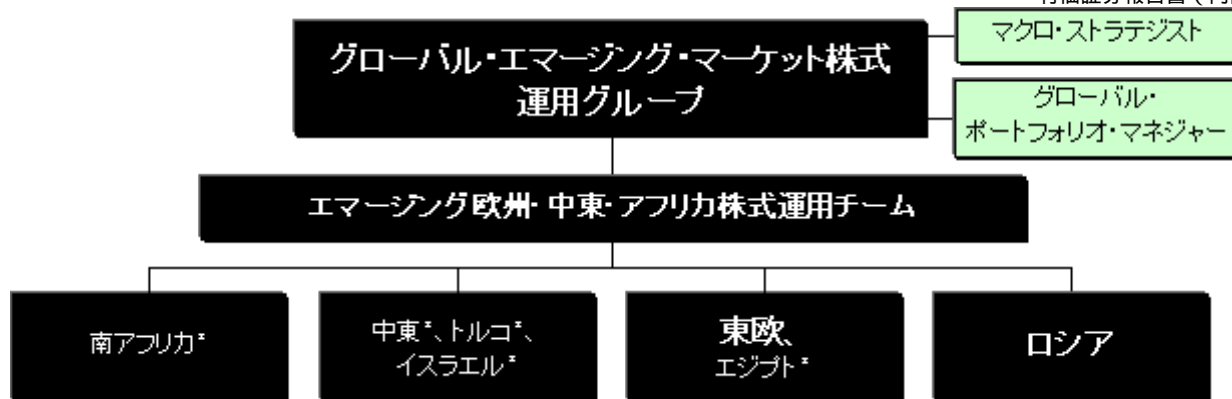 マクロ・ストラテジスト
グローバル・エマージング・マーケット株式
運用グループ
グローバル・
ポートフォリオ・マネジャー
エマージング欧州・中東・アフリカ株式運用チーム
南アフリカ*
中東*、トルコ*、
イスラエル*
東欧、
エジプト*
ロシア